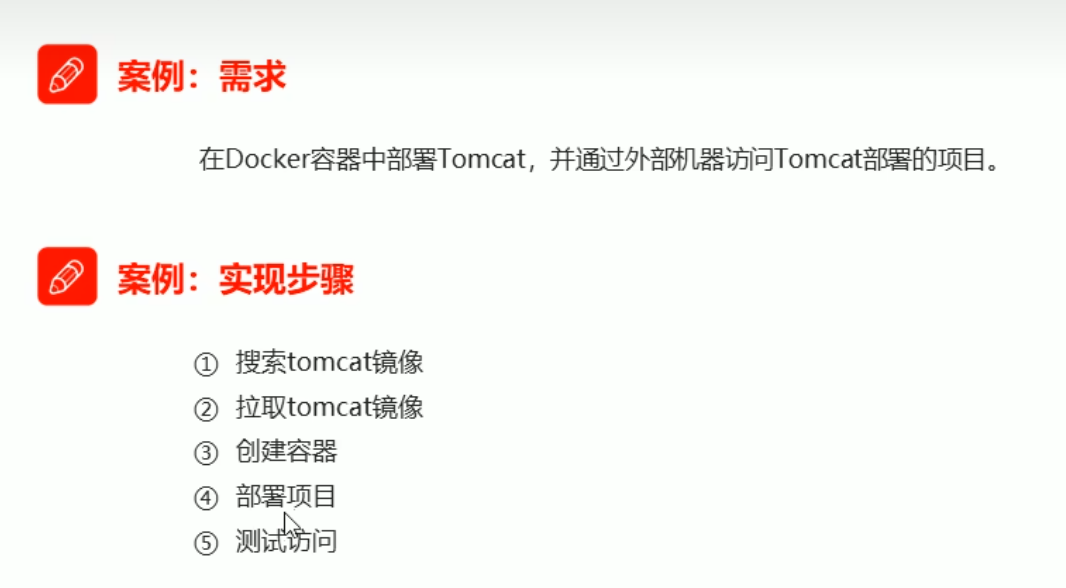 案例：需求
在Docker容器中部署Tomcat，并通过外部机器访问Tomcat部署的项目。
案例：实现步骤
① 搜索tomcat镜像
② 拉取tomcat镜像
③ 创建容器
④ 部署项目
⑤ 测试访问